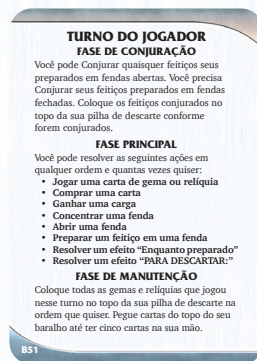 TURNO DO JOGADOR
FASE DE CONJURAÇÃO
Você pode Conjurar quaisquer feitiços seus
preparados em fendas abertas. Você precisa
Conjurar seus feitiços preparados em fendas
fechadas. Coloque os feitiços conjurados no
topo da sua pilha de descarte conforme
forem conjurados.
FASE PRINCIPAL
Você pode resolver as seguintes ações em
qualquer ordem e quantas vezes quiser:
• Jogar uma carta de gema ou relíquia
• Comprar uma carta
• Ganhar uma carga
• Concentrar uma fenda
• Abrir uma fenda
• Preparar um feitiço em uma fenda
• Resolver um efeito “Enquanto preparado”
• Resolver um efeito “PARA DESCARTAR:”
FASE DE MANUTENÇÃO
Coloque todas as gemas e relíquias que jogou
nesse turno no topo da sua pilha de descarte na
ordem que quiser. Pegue cartas do topo do seu
baralho até ter cinco cartas na sua mão.
B51